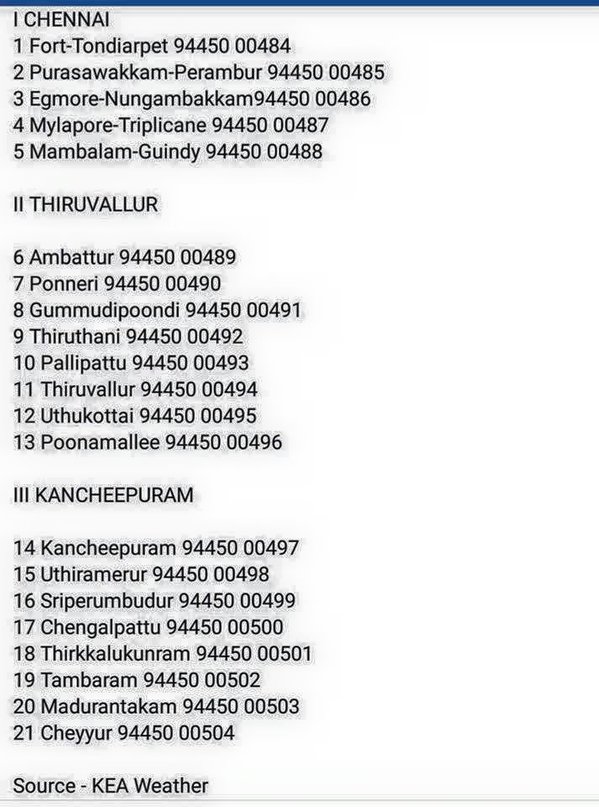 I CHENNAI
1 Fort-Tondiarpet 94450 00484
2 Purasawakkam-Perambur 94450 00485
3 Egmore-Nungambakkam94450 00486
4 Mylapore-Triplicane 94450 00487
5 Mambalam-Guindy 94450 00488
II THIRUVALLUR
6 Ambattur 94450 00489
7 Ponneri 94450 00490
8 Gummudipoondi 94450 00491
9 Thiruthani 94450 00492
10 Pallipattu 94450 00493
11 Thiruvallur 94450 00494
12 Uthukottai 94450 00495
13 Poonamallee 94450 00496
III KANCHEEPURAM
14 Kancheepuram 94450 00497
15 Uthiramerur 94450 00498
16 Sriperumbudur 94450 00499
17 Chengalpattu 94450 00500
18 Thirkkalukunram 94450 00501
19 Tambaram 94450 00502
20 Madurantakam 94450 00503
21 Cheyyur 94450 00504
Source - KEA Weather